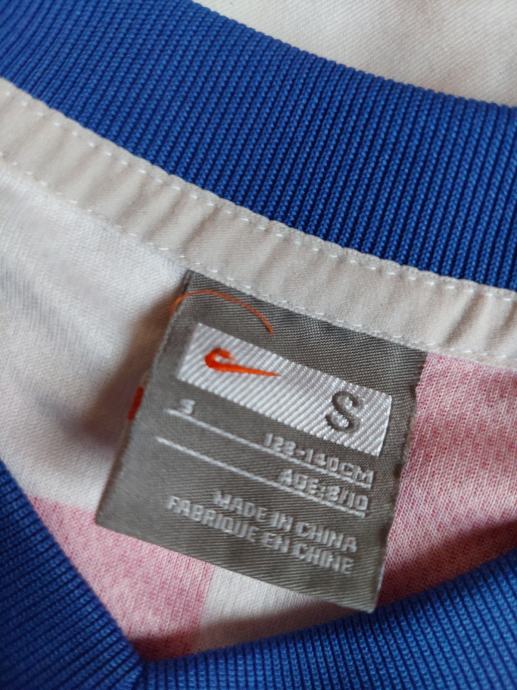 S
S
128-140CM
AGE:8/10
MADE IN CHINA
FABRIQUE EN CHINE